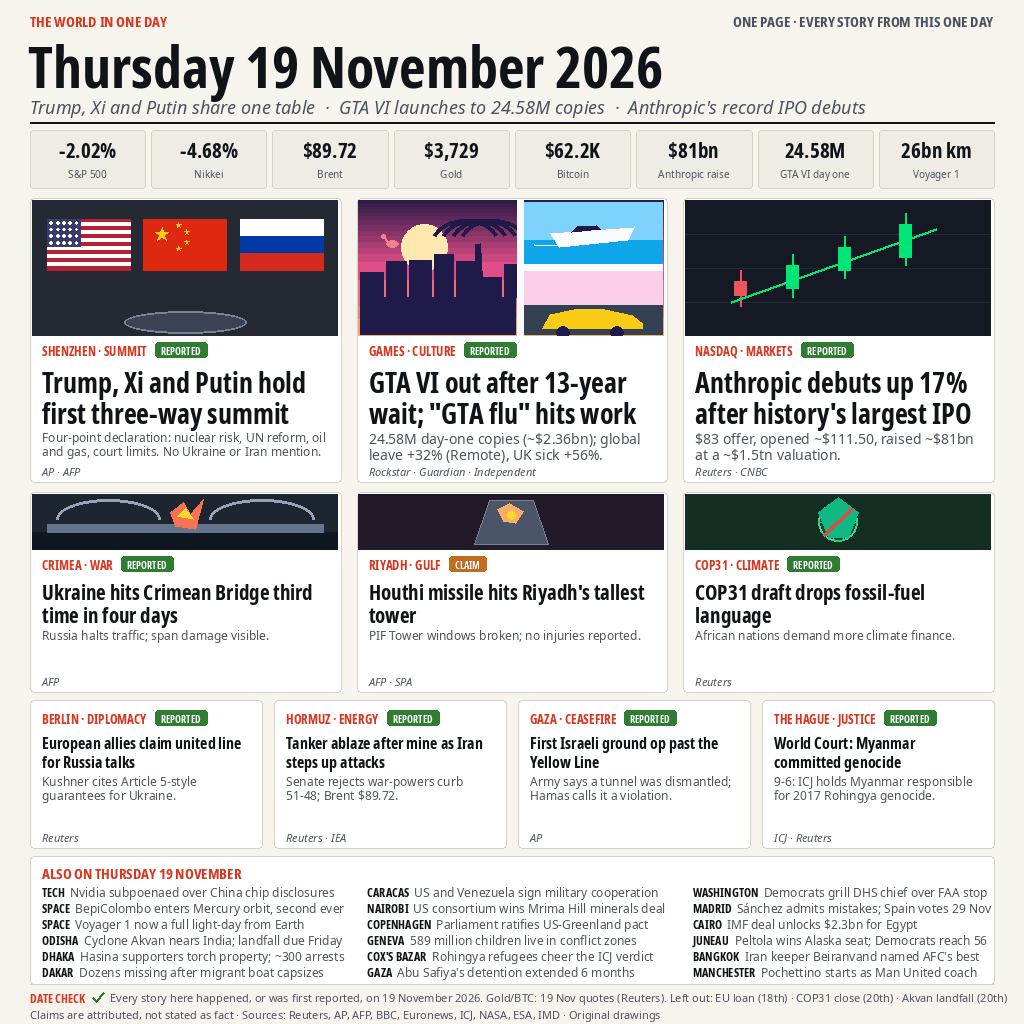 THE WORLD IN ONE DAY
ONE PAGE · EVERY STORY FROM THIS ONE DAY
Thursday 19 November 2026
Trump, Xi and Putin share one table · GTA VI launches to 24.58M copies · Anthropic's record IPO debuts
-2.02%
S&P 500
-4.68%
Nikkei
$89.72
Brent
$3,729
Gold
$62.2K
Bitcoin
$81bn
Anthropic raise
24.58M
GTA VI day one
26bn km
Voyager 1
SHENZHEN · SUMMIT REPORTED
Trump, Xi and Putin hold
first three-way summit
Four-point declaration: nuclear risk, UN reform, oil
and gas, court limits. No Ukraine or Iran mention.
AP · AFP
GAMES · CULTURE REPORTED
GTA VI out after 13-year
wait; "GTA flu" hits work
24.58M day-one copies (~$2.36bn); global
leave +32% (Remote), UK sick +56%.
Rockstar · Guardian · Independent
NASDAQ · MARKETS REPORTED
Anthropic debuts up 17%
after history's largest IPO
$83 offer, opened ~$111.50, raised ~$81bn
at a ~$1.5tn valuation.
Reuters · CNBC
CRIMEA · WAR REPORTED
Ukraine hits Crimean Bridge third
time in four days
Russia halts traffic; span damage visible.
AFP
RIYADH · GULF CLAIM
Houthi missile hits Riyadh's tallest
tower
PIF Tower windows broken; no injuries reported.
AFP · SPA
COP31 · CLIMATE REPORTED
COP31 draft drops fossil-fuel
language
African nations demand more climate finance.
Reuters
BERLIN · DIPLOMACY REPORTED
European allies claim united line
for Russia talks
Kushner cites Article 5-style
guarantees for Ukraine.
Reuters
HORMUZ · ENERGY REPORTED
Tanker ablaze after mine as Iran
steps up attacks
Senate rejects war-powers curb
51-48; Brent $89.72.
Reuters · IEA
GAZA · CEASEFIRE REPORTED
First Israeli ground op past the
Yellow Line
Army says a tunnel was dismantled;
Hamas calls it a violation.
AP
THE HAGUE · JUSTICE REPORTED
World Court: Myanmar
committed genocide
9-6: ICJ holds Myanmar responsible
for 2017 Rohingya genocide.
ICJ · Reuters
ALSO ON THURSDAY 19 NOVEMBER
TECH Nvidia subpoenaed over China chip disclosures
SPACE BepiColombo enters Mercury orbit, second ever
SPACE Voyager 1 now a full light-day from Earth
ODISHA Cyclone Akvan nears India; landfall due Friday
DHAKA Hasina supporters torch property; ~300 arrests
DAKAR Dozens missing after migrant boat capsizes
CARACAS US and Venezuela sign military cooperation
NAIROBI US consortium wins Mrima Hill minerals deal
COPENHAGEN Parliament ratifies US-Greenland pact
GENEVA 589 million children live in conflict zones
COX'S BAZAR Rohingya refugees cheer the ICJ verdict
GAZA Abu Safiya's detention extended 6 months
WASHINGTON Democrats grill DHS chief over FAA stop
MADRID Sánchez admits mistakes; Spain votes 29 Nov
CAIRO IMF deal unlocks $2.3bn for Egypt
JUNEAU Peltola wins Alaska seat; Democrats reach 56
BANGKOK Iran keeper Beiranvand named AFC's best
MANCHESTER Pochettino starts as Man United coach
DATE CHECK Every story here happened, or was first reported, on 19 November 2026. Gold/BTC: 19 Nov quotes (Reuters). Left out: EU loan (18th) · COP31 close (20th) · Akvan landfall (20th)
Claims are attributed, not stated as fact · Sources: Reuters, AP, AFP, BBC, Euronews, ICJ, NASA, ESA, IMD · Original drawings